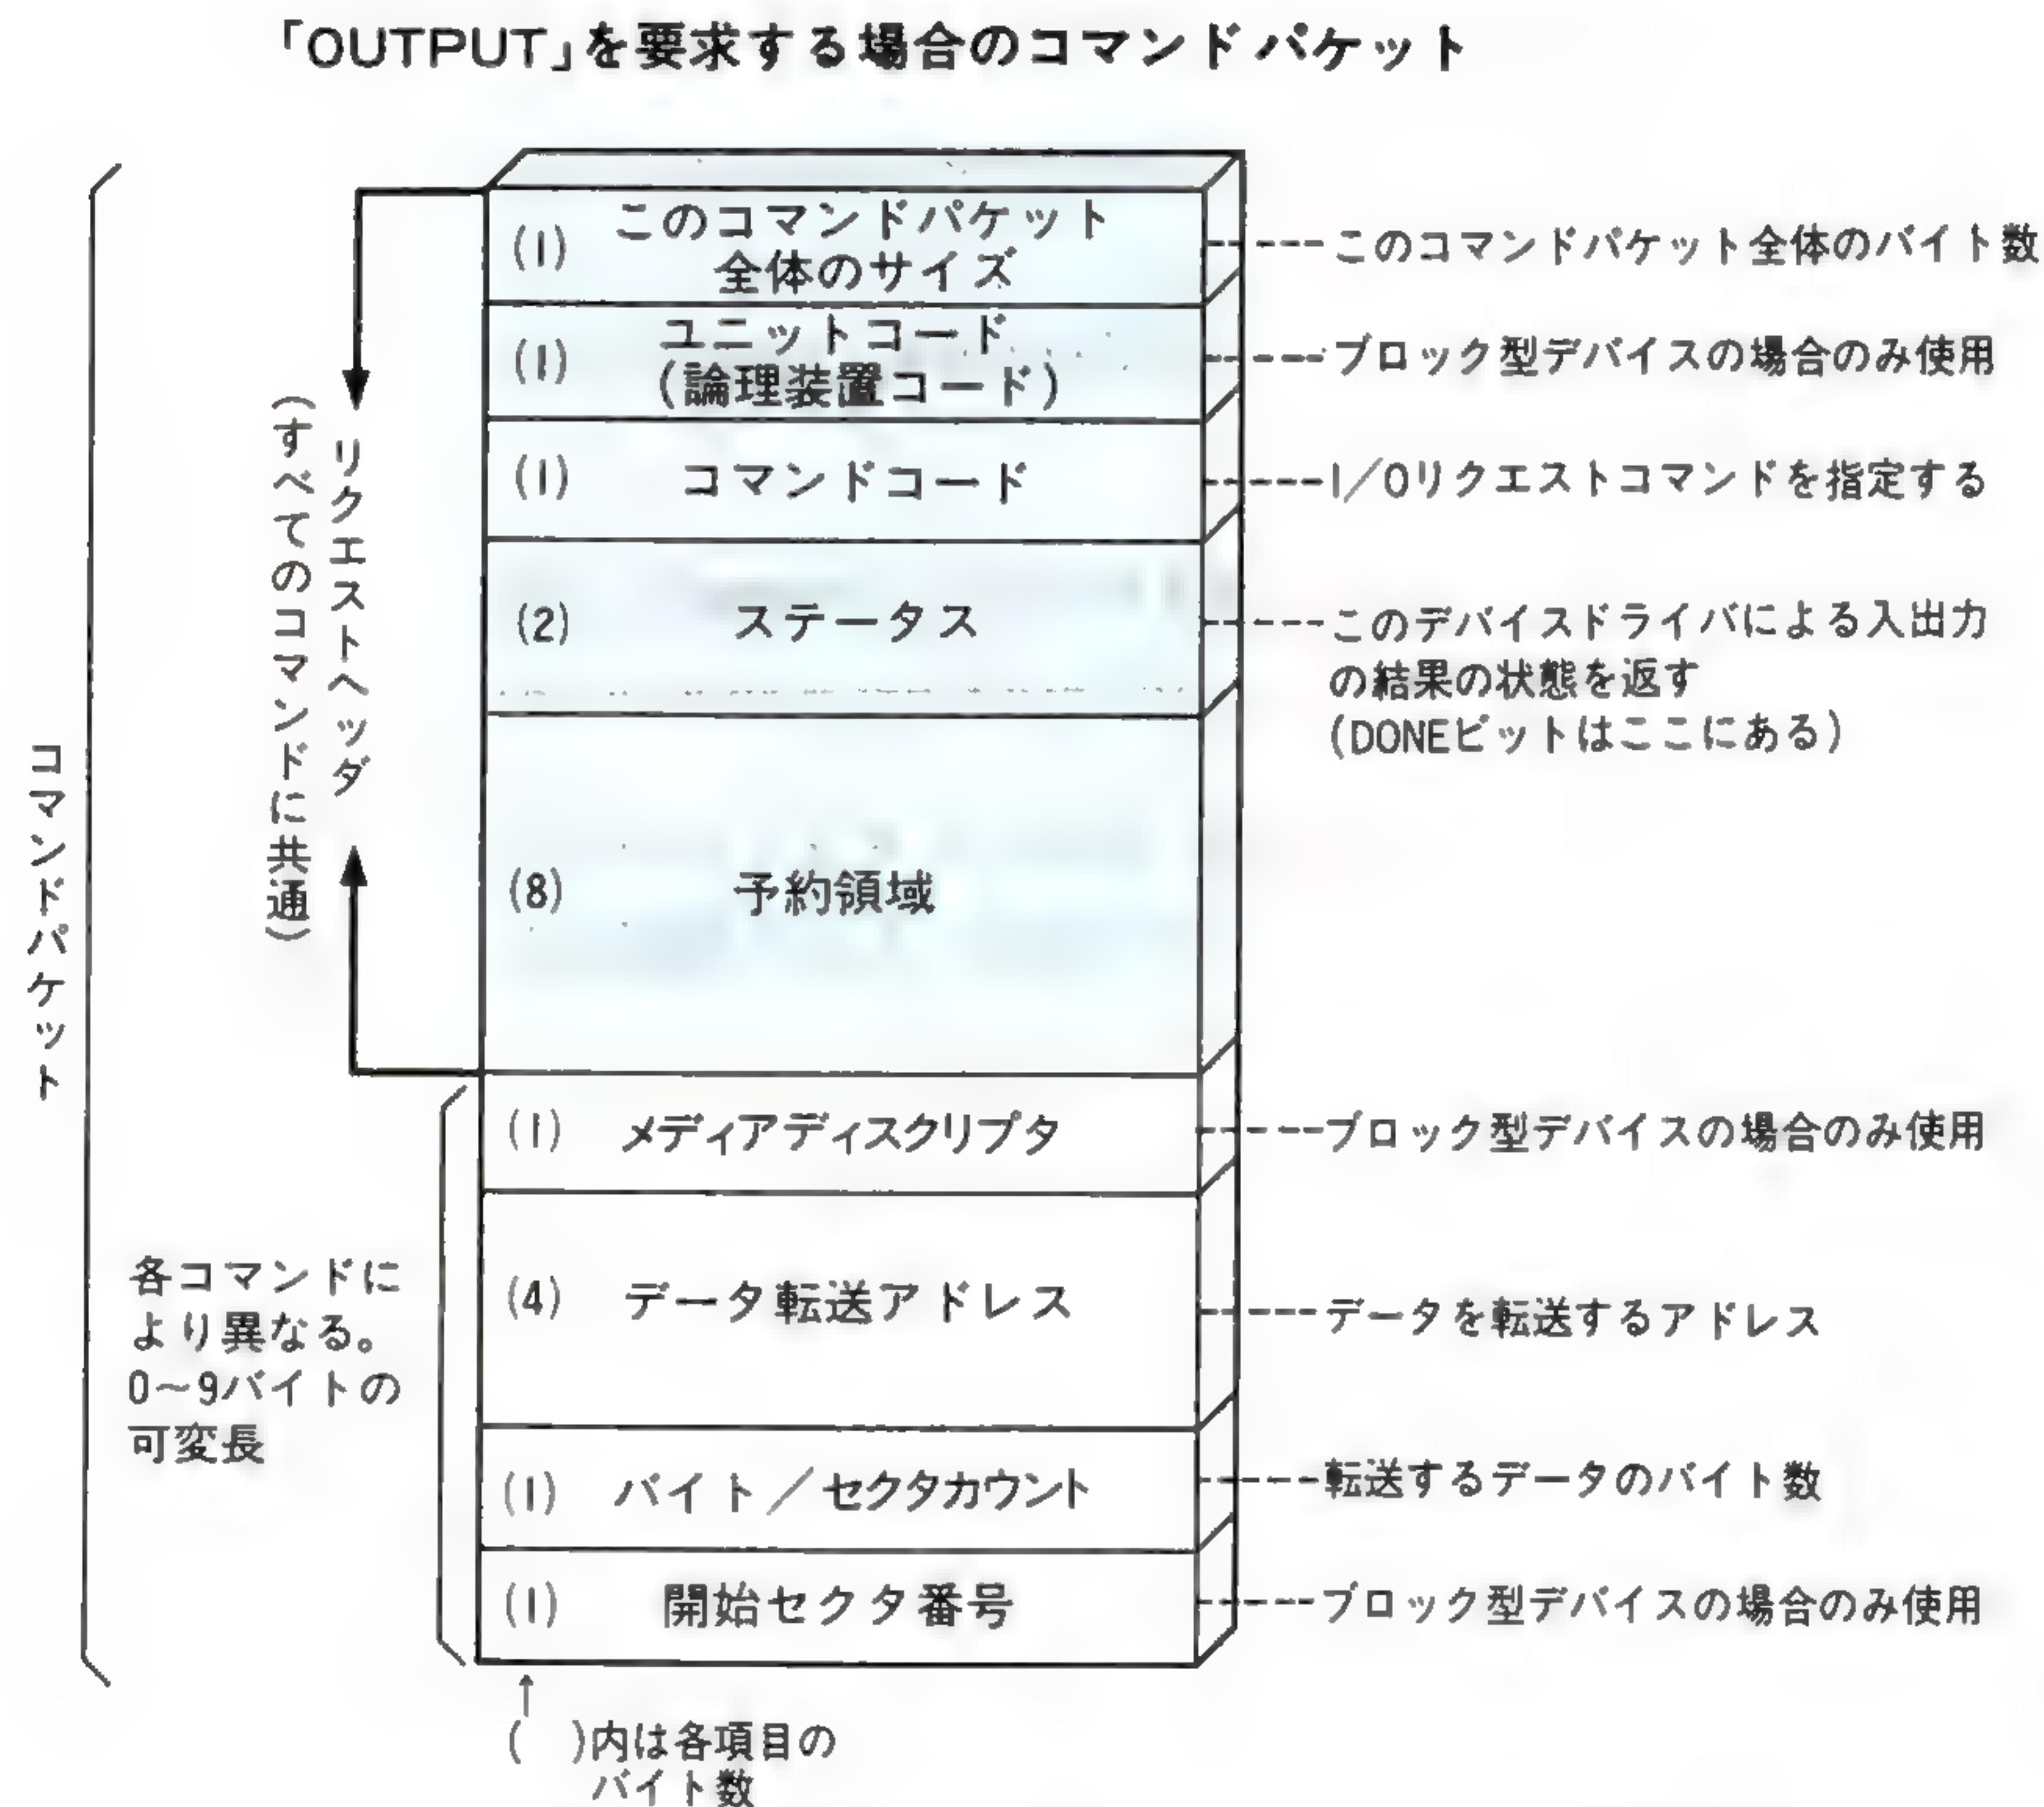 「OUTPUT」を要求する場合のコマンドパケット
コマンドパケット
リクエストヘッダ
(すべてのコマンドに共通)
(1) このコマンドパケット
全体のサイズ
このコマンドパケット全体のバイト数
(1) ユニットコード
(論理装置コード)
ブロック型デバイスの場合のみ使用
(1) コマンドコード
I/Oリクエストコマンドを指定する
(2) ステータス
このデバイスドライバによる入出力
の結果の状態を返す
(DONEビットはここにある)
(8) 予約領域
各コマンドに
より異なる。
0〜9バイトの
可変長
(1) メディアディスクリプタ
ブロック型デバイスの場合のみ使用
(4) データ転送アドレス
データを転送するアドレス
(1) バイト/セクタカウント
転送するデータのバイト数
(1) 開始セクタ番号
ブロック型デバイスの場合のみ使用
↑
( )内は各項目の
バイト数